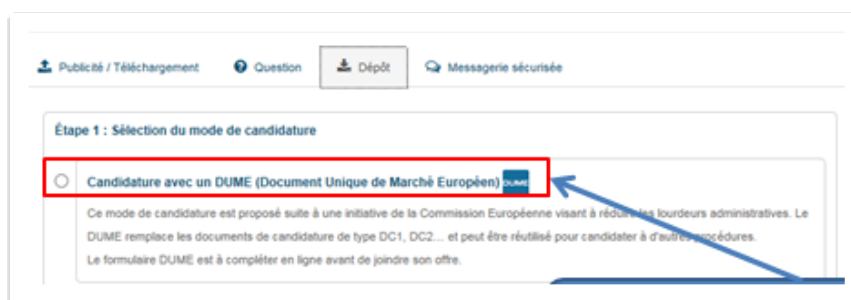 Publicité / Téléchargement Question Dépôt Messagerie sécurisée
Étape 1 : Sélection du mode de candidature
Candidature avec un DUME (Document Unique de Marché Européen) DUME
Ce mode de candidature est proposé suite à une initiative de la Commission Européenne visant à réduire les lourdeurs administratives. Le
DUME remplace les documents de candidature de type DC1, DC2... et peut être réutilisé pour candidater à d'autres procédures.
Le formulaire DUME est à compléter en ligne avant de joindre son offre.